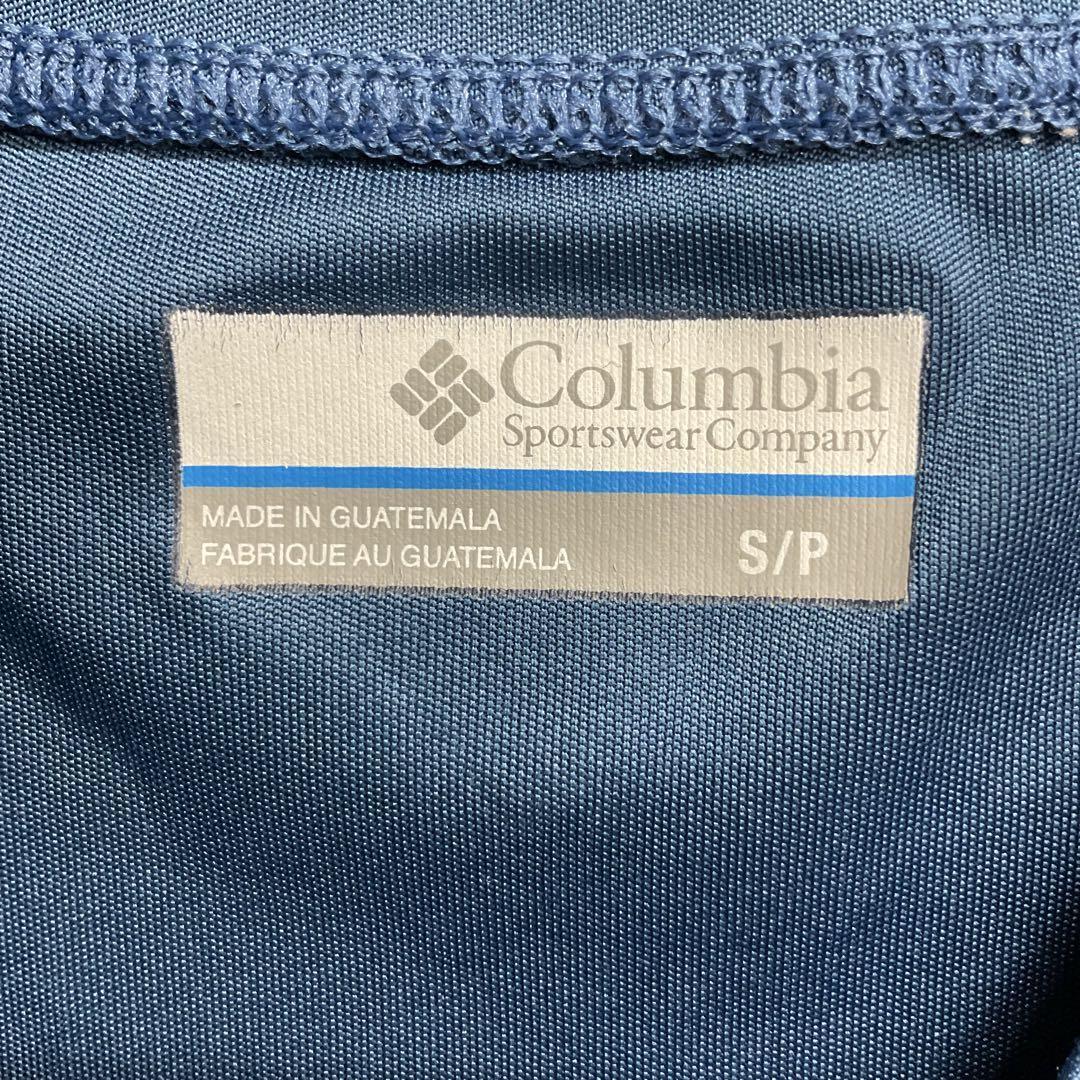 Columbia
Sportswear Company
MADE IN GUATEMALA
FABRIQUE AU GUATEMALA
S/P